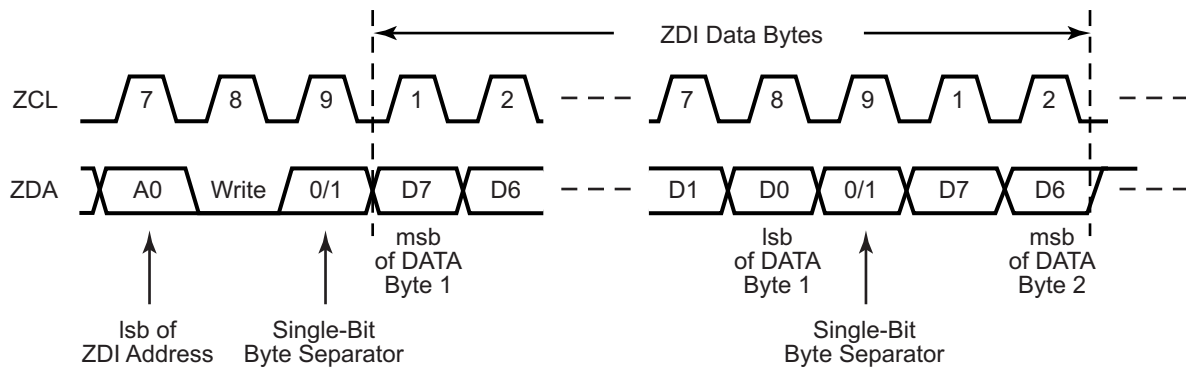 ZDI Data Bytes
ZCL 7 8 9 1 2 7 8 9 1 2
ZDA A0 Write 0/1 D7 D6 D1 D0 0/1 D7 D6
msb
of DATA
Byte 1
lsb
of DATA
Byte 1
msb
of DATA
Byte 2
lsb of
ZDI Address
Single-Bit
Byte Separator
Single-Bit
Byte Separator